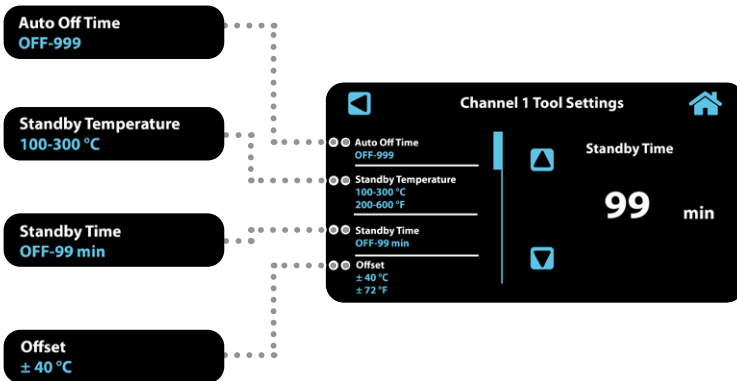 Auto Off Time
OFF-999
Standby Temperature
100-300 °C
Standby Time
OFF-99 min
Offset
± 40 °C
Channel 1 Tool Settings
Auto Off Time
OFF-999
Standby Temperature
100-300 °C
200-600 °F
Standby Time
OFF-99 min
Offset
± 40 °C
± 72 °F
Standby Time
99 min